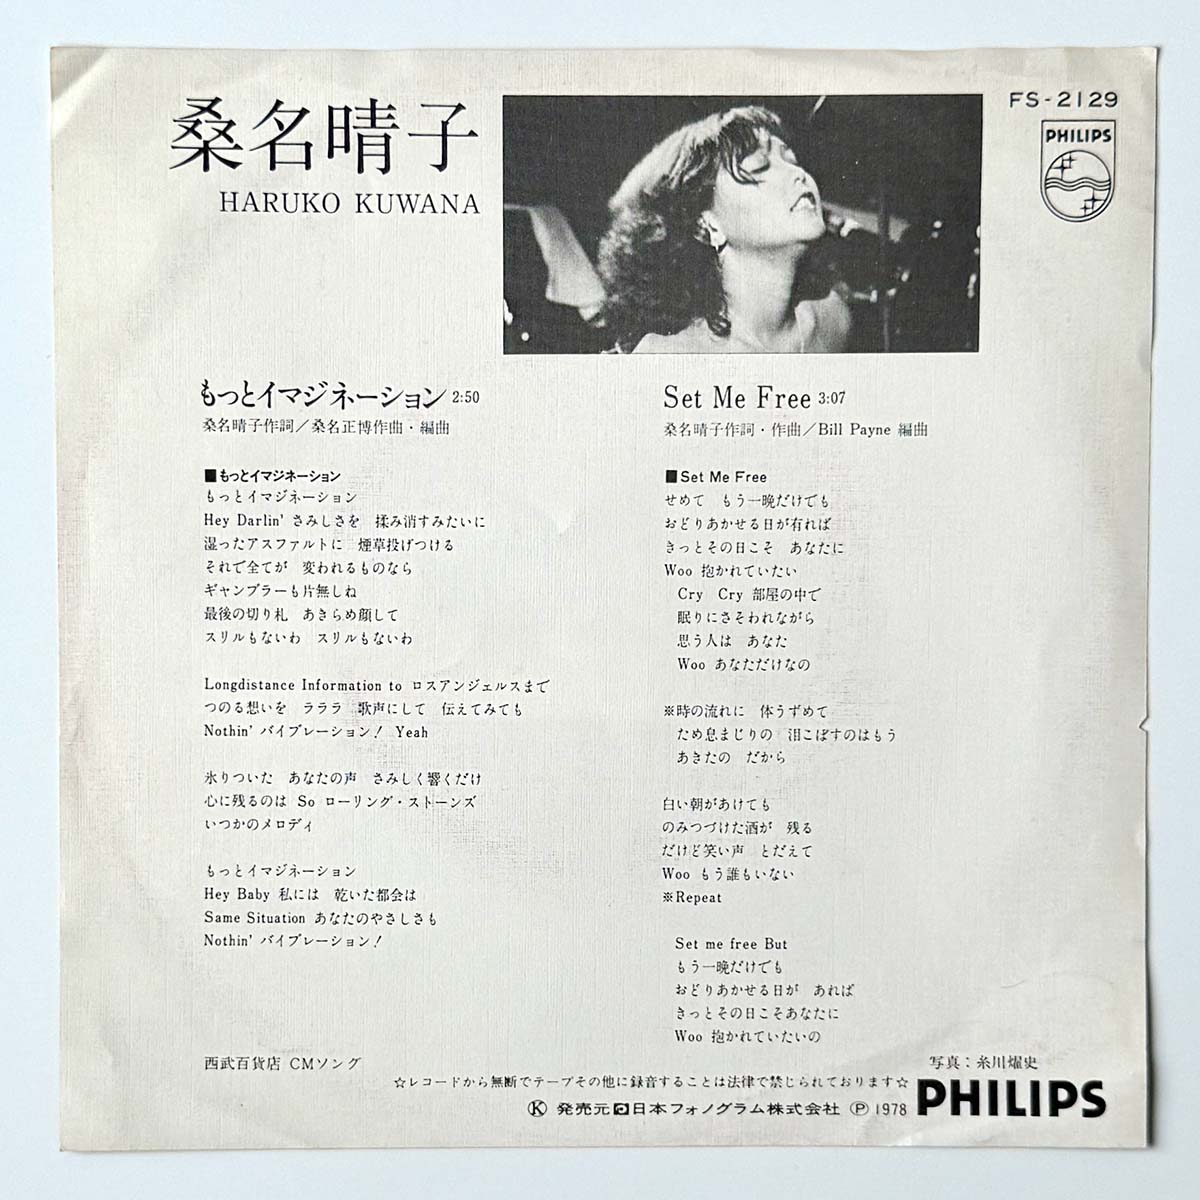 桑名晴子
HARUKO KUWANA
FS-2129
PHILIPS
もっとイマジネーション 2:50
桑名晴子作詞／桑名正博作曲・編曲
■もっとイマジネーション
もっとイマジネーション
Hey Darlin' さみしさを 揉み消すみたいに
湿ったアスファルトに 煙草投げつける
それで全てが 変われるものなら
ギャンブラーも片無しね
最後の切り札 あきらめ顔して
スリルもないわ スリルもないわ
Longdistance Information to ロスアンジェルスまで
つのる想いを ラララ 歌声にして 伝えてみても
Nothin' バイブレーション！ Yeah
氷りついた あなたの声 さみしく響くだけ
心に残るのは So ローリング・ストーンズ
いつかのメロディ
もっとイマジネーション
Hey Baby 私には 乾いた都会は
Same Situation あなたのやさしさも
Nothin' バイブレーション！
西武百貨店 CMソング
Set Me Free 3:07
桑名晴子作詞・作曲／Bill Payne 編曲
■Set Me Free
せめて もう一晩だけでも
おどりあかせる日が有れば
きっとその日こそ あなたに
Woo 抱かれていたい
Cry Cry 部屋の中で
眠りにさそわれながら
思う人は あなた
Woo あなただけなの
※時の流れに 体うずめて
ため息まじりの 泪こぼすのはもう
あきたの だから
白い朝があけても
のみつづけた酒が 残る
だけど笑い声 とだえて
Woo もう誰もいない
※Repeat
Set me free But
もう一晩だけでも
おどりあかせる日が あれば
きっとその日こそあなたに
Woo 抱かれていたいの
写真：糸川燿史
☆レコードから無断でテープその他に録音することは法律で禁じられております☆
Ⓚ 発売元 日本フォノグラム株式会社 Ⓟ 1978 PHILIPS